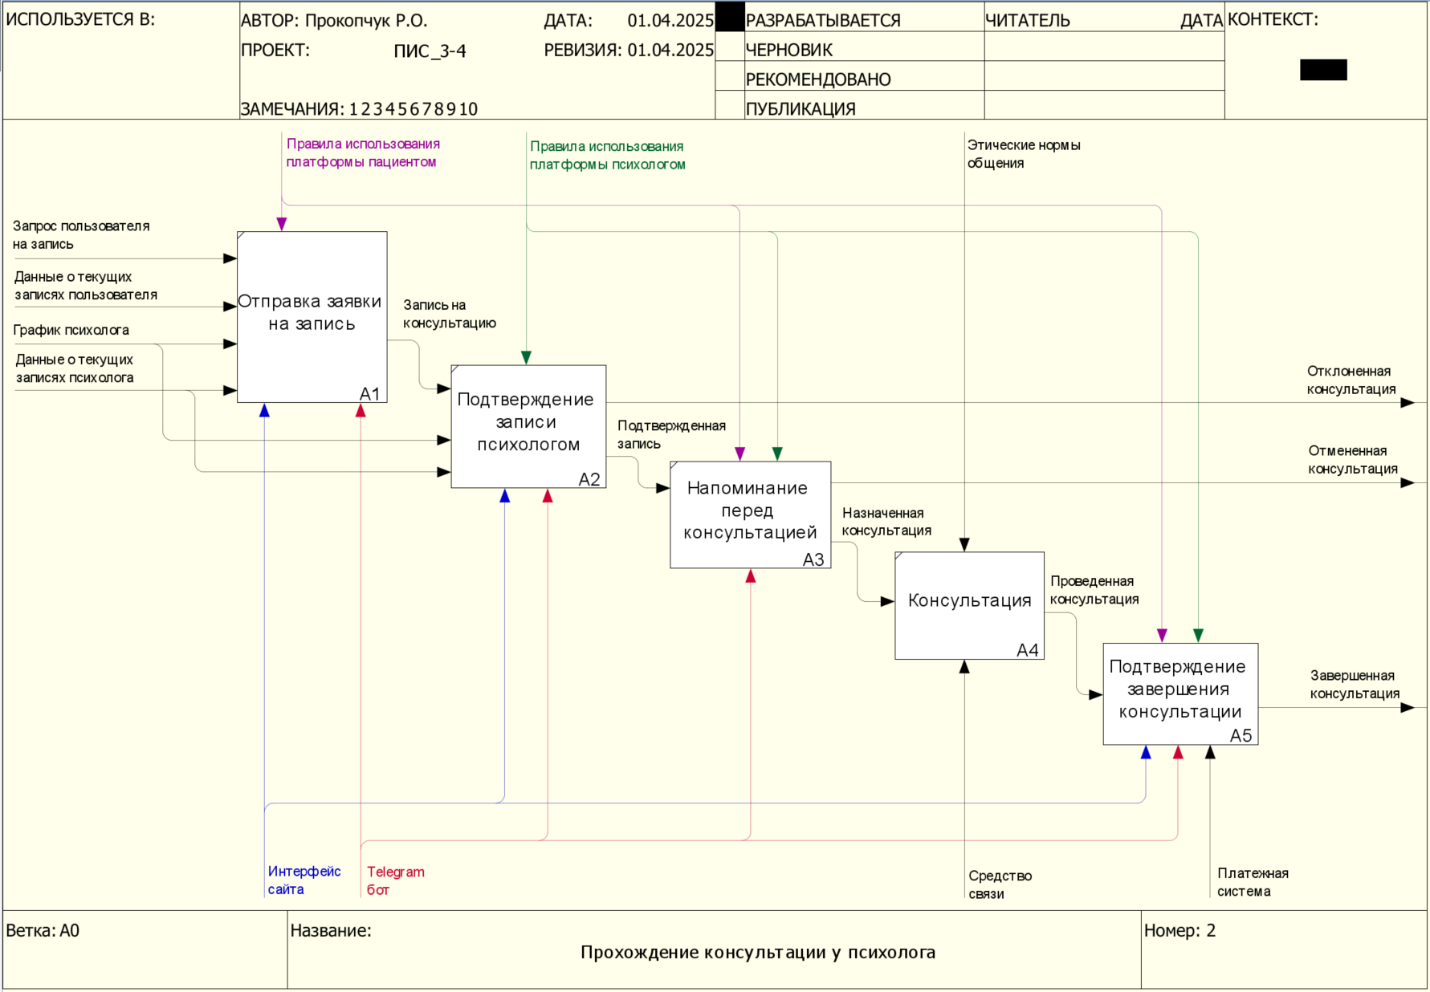 ИСПОЛЬЗУЕТСЯ В:
АВТОР: Прокопчук Р.О.
ДАТА: 01.04.2025
ПРОЕКТ: ПИС_3-4
РЕВИЗИЯ: 01.04.2025
ЗАМЕЧАНИЯ: 1 2 3 4 5 6 7 8 9 10
РАЗРАБАТЫВАЕТСЯ
ЧЕРНОВИК
РЕКОМЕНДОВАНО
ПУБЛИКАЦИЯ
ЧИТАТЕЛЬ
ДАТА
КОНТЕКСТ:
Правила использования
платформы пациентом
Правила использования
платформы психологом
Этические нормы
общения
Запрос пользователя
на запись
Данные о текущих
записях пользователя
График психолога
Данные о текущих
записях психолога
Отправка заявки
на запись
A1
Запись на
консультацию
Подтверждение
записи
психологом
A2
Отклоненная
консультация
Подтвержденная
запись
Отмененная
консультация
Напоминание
перед
консультацией
A3
Назначенная
консультация
Консультация
A4
Проведенная
консультация
Подтверждение
завершения
консультации
A5
Завершенная
консультация
Интерфейс
сайта
Telegram
бот
Средство
связи
Платежная
система
Ветка: A0
Название:
Прохождение консультации у психолога
Номер: 2